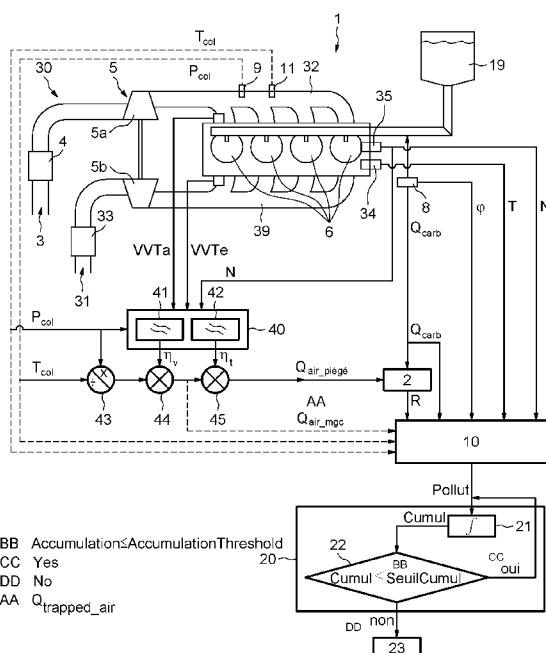 1
T_col
P_col
9
11
32
19
30
5
5a
4
35
5b
34
3
33
39
6
8
31
VVTa
VVTe
N
Q_carb
φ
T
N
41
42
40
P_col
T_col
η_v
η_t
Q_carb
x
÷
43
44
45
Q_air_piégé
2
R
AA
Q_air_mgc
10
Pollut
Cumul
∫
21
20
22
BB
Cumul<SeuilCumul
CC
oui
DD
non
23
BB Accumulation≤AccumulationThreshold
CC Yes
DD No
AA Q_trapped_air